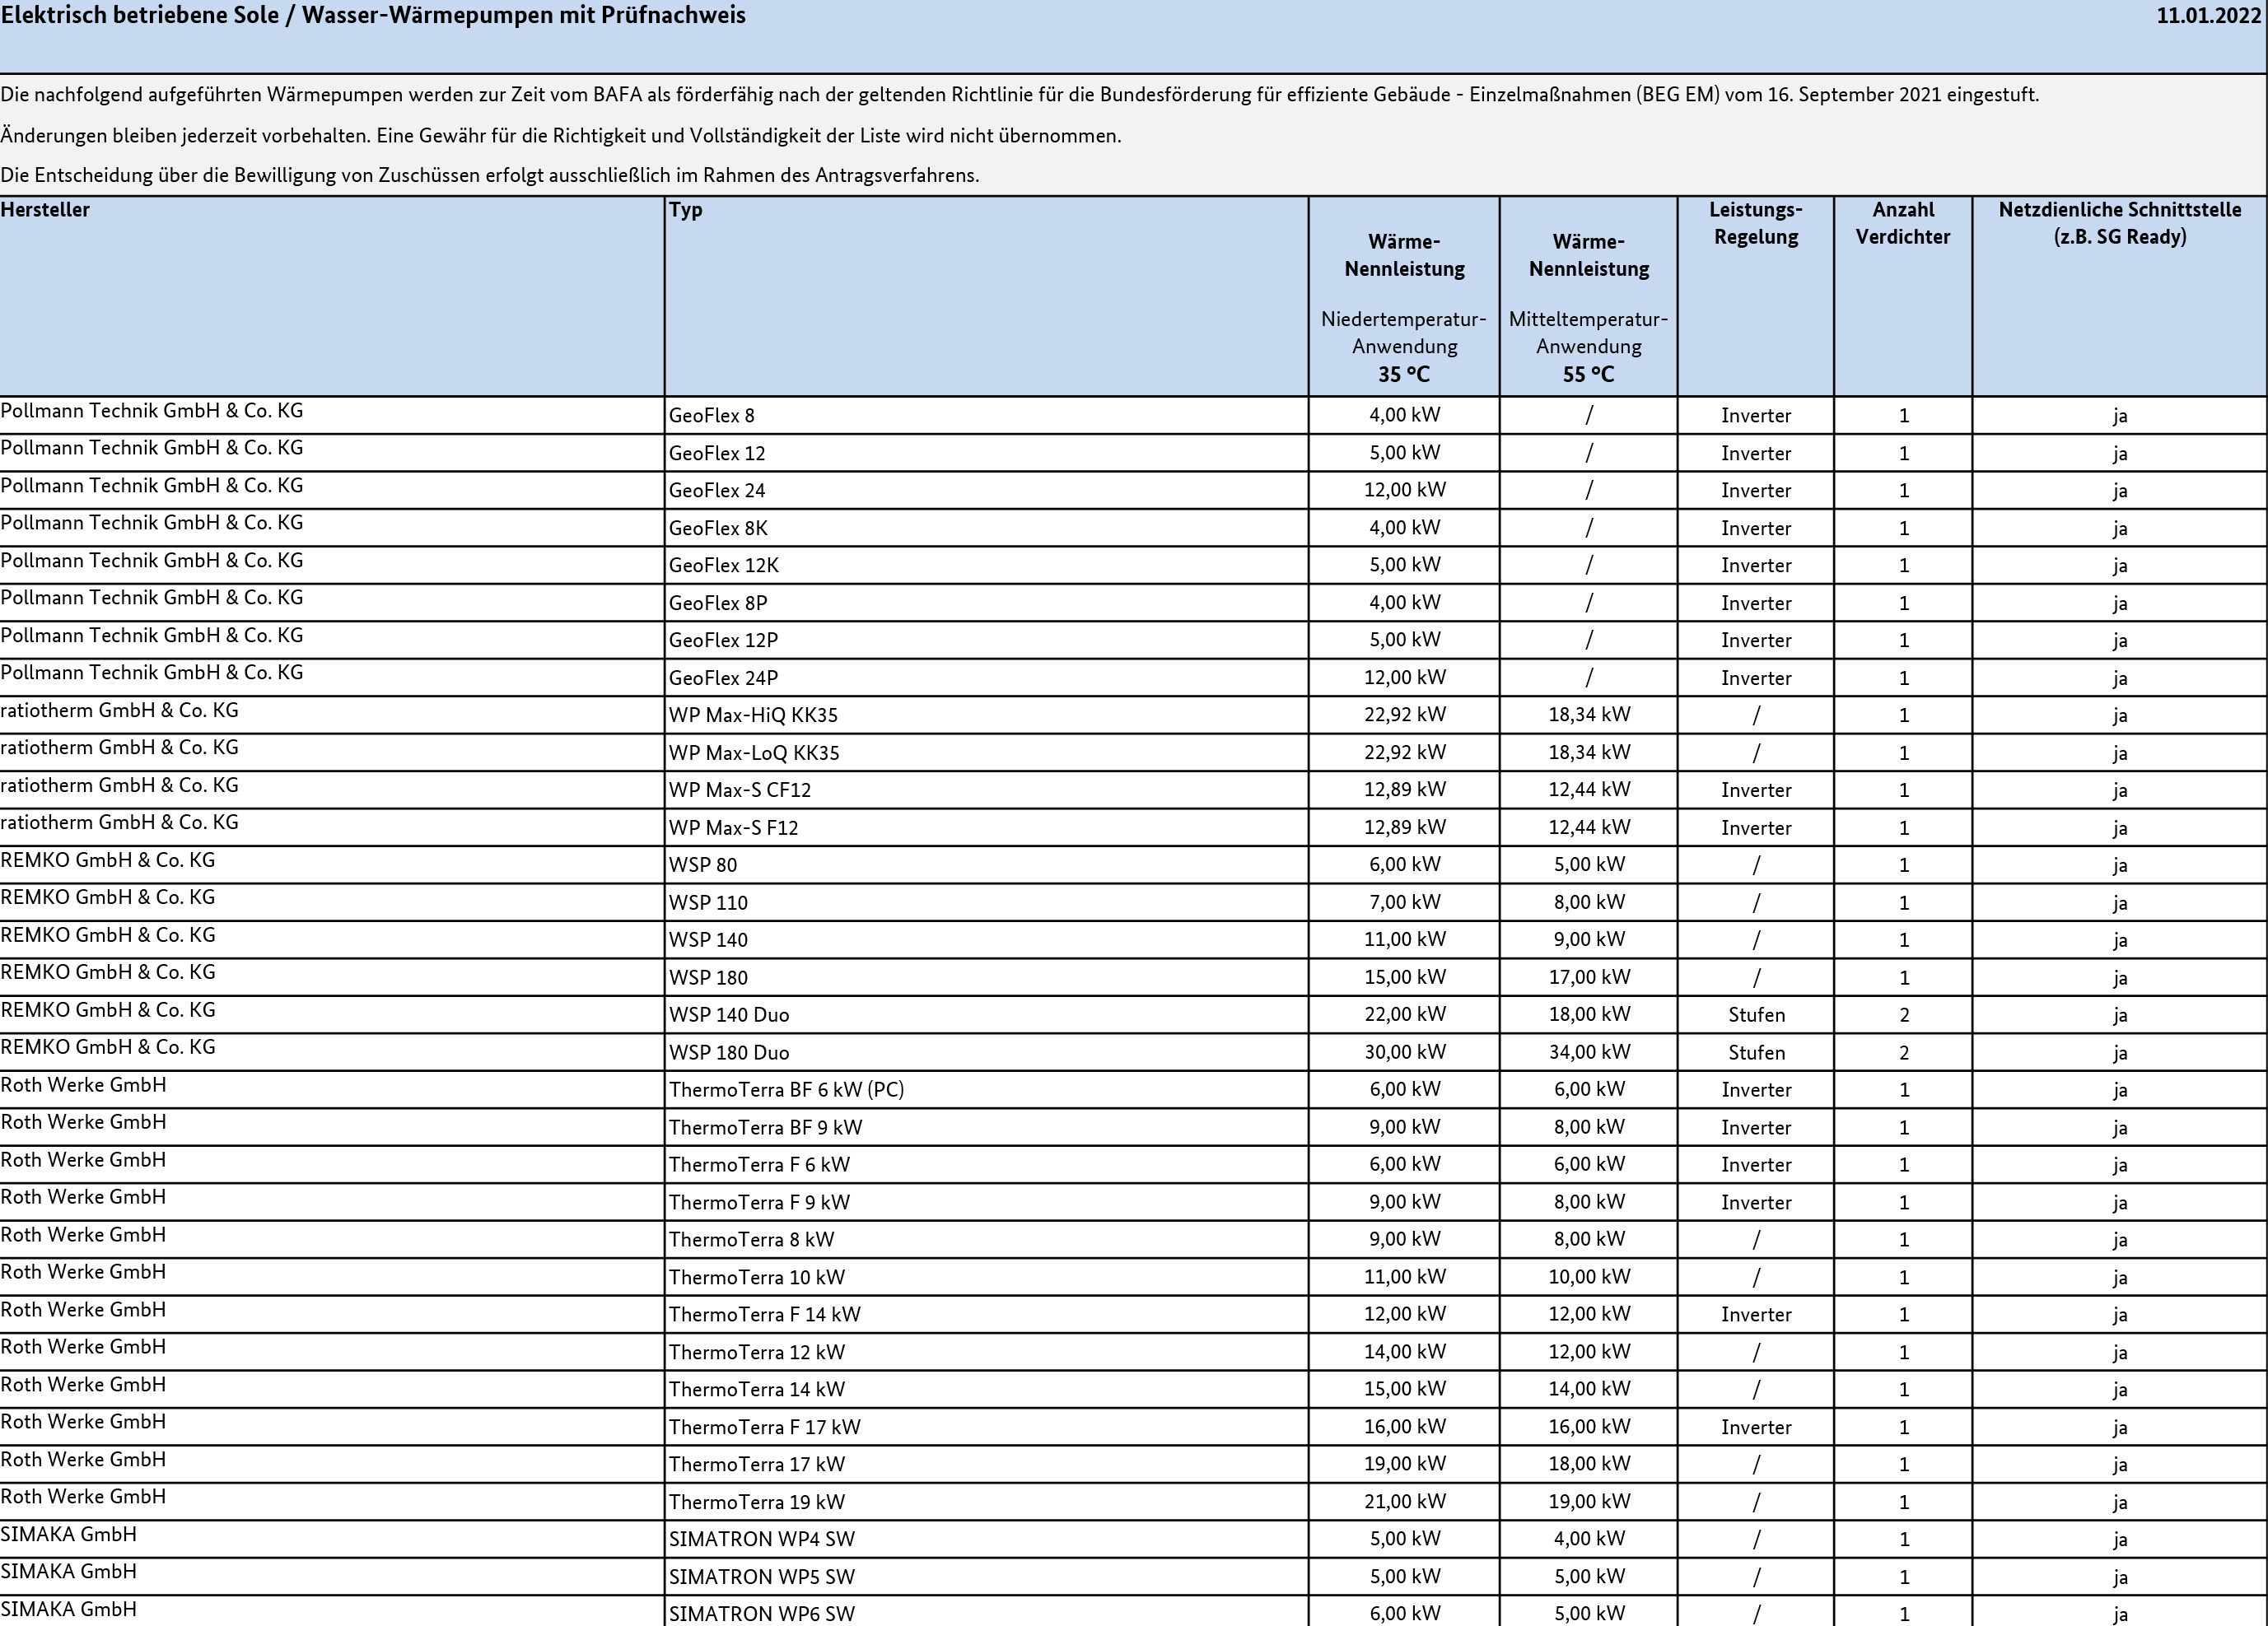 Elektrisch betriebene Sole / Wasser-Wärmepumpen mit Prüfnachweis 11.01.2022
Die nachfolgend aufgeführten Wärmepumpen werden zur Zeit vom BAFA als förderfähig nach der geltenden Richtlinie für die Bundesförderung für effiziente Gebäude - Einzelmaßnahmen (BEG EM) vom 16. September 2021 eingestuft.
Änderungen bleiben jederzeit vorbehalten. Eine Gewähr für die Richtigkeit und Vollständigkeit der Liste wird nicht übernommen.
Die Entscheidung über die Bewilligung von Zuschüssen erfolgt ausschließlich im Rahmen des Antragsverfahrens.
Hersteller
Typ
Wärme-
Nennleistung
Niedertemperatur-
Anwendung
35 °C
Wärme-
Nennleistung
Mitteltemperatur-
Anwendung
55 °C
Leistungs-
Regelung
Anzahl
Verdichter
Netzdienliche Schnittstelle
(z.B. SG Ready)
Pollmann Technik GmbH & Co. KG GeoFlex 8 4,00 kW / Inverter 1 ja
Pollmann Technik GmbH & Co. KG GeoFlex 12 5,00 kW / Inverter 1 ja
Pollmann Technik GmbH & Co. KG GeoFlex 24 12,00 kW / Inverter 1 ja
Pollmann Technik GmbH & Co. KG GeoFlex 8K 4,00 kW / Inverter 1 ja
Pollmann Technik GmbH & Co. KG GeoFlex 12K 5,00 kW / Inverter 1 ja
Pollmann Technik GmbH & Co. KG GeoFlex 8P 4,00 kW / Inverter 1 ja
Pollmann Technik GmbH & Co. KG GeoFlex 12P 5,00 kW / Inverter 1 ja
Pollmann Technik GmbH & Co. KG GeoFlex 24P 12,00 kW / Inverter 1 ja
ratiotherm GmbH & Co. KG WP Max-HiQ KK35 22,92 kW 18,34 kW / 1 ja
ratiotherm GmbH & Co. KG WP Max-LoQ KK35 22,92 kW 18,34 kW / 1 ja
ratiotherm GmbH & Co. KG WP Max-S CF12 12,89 kW 12,44 kW Inverter 1 ja
ratiotherm GmbH & Co. KG WP Max-S F12 12,89 kW 12,44 kW Inverter 1 ja
REMKO GmbH & Co. KG WSP 80 6,00 kW 5,00 kW / 1 ja
REMKO GmbH & Co. KG WSP 110 7,00 kW 8,00 kW / 1 ja
REMKO GmbH & Co. KG WSP 140 11,00 kW 9,00 kW / 1 ja
REMKO GmbH & Co. KG WSP 180 15,00 kW 17,00 kW / 1 ja
REMKO GmbH & Co. KG WSP 140 Duo 22,00 kW 18,00 kW Stufen 2 ja
REMKO GmbH & Co. KG WSP 180 Duo 30,00 kW 34,00 kW Stufen 2 ja
Roth Werke GmbH ThermoTerra BF 6 kW (PC) 6,00 kW 6,00 kW Inverter 1 ja
Roth Werke GmbH ThermoTerra BF 9 kW 9,00 kW 8,00 kW Inverter 1 ja
Roth Werke GmbH ThermoTerra F 6 kW 6,00 kW 6,00 kW Inverter 1 ja
Roth Werke GmbH ThermoTerra F 9 kW 9,00 kW 8,00 kW Inverter 1 ja
Roth Werke GmbH ThermoTerra 8 kW 9,00 kW 8,00 kW / 1 ja
Roth Werke GmbH ThermoTerra 10 kW 11,00 kW 10,00 kW / 1 ja
Roth Werke GmbH ThermoTerra F 14 kW 12,00 kW 12,00 kW Inverter 1 ja
Roth Werke GmbH ThermoTerra 12 kW 14,00 kW 12,00 kW / 1 ja
Roth Werke GmbH ThermoTerra 14 kW 15,00 kW 14,00 kW / 1 ja
Roth Werke GmbH ThermoTerra F 17 kW 16,00 kW 16,00 kW Inverter 1 ja
Roth Werke GmbH ThermoTerra 17 kW 19,00 kW 18,00 kW / 1 ja
Roth Werke GmbH ThermoTerra 19 kW 21,00 kW 19,00 kW / 1 ja
SIMAKA GmbH SIMATRON WP4 SW 5,00 kW 4,00 kW / 1 ja
SIMAKA GmbH SIMATRON WP5 SW 5,00 kW 5,00 kW / 1 ja
SIMAKA GmbH SIMATRON WP6 SW 6,00 kW 5,00 kW / 1 ja